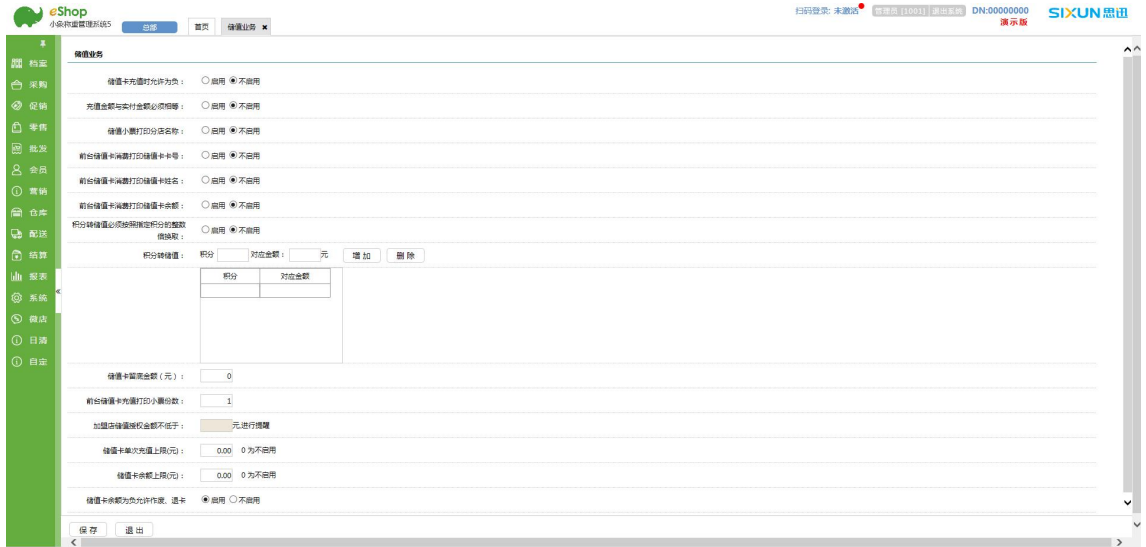 eShop
小象称重管理系统5
总部
首页
储值业务 ×
扫码登录: 未激活
管理员 [1001] | 退出系统
DN:00000000
演示版
SIXUN思迅
档案
采购
促销
零售
批发
会员
营销
仓库
配送
结算
报表
系统
微店
日清
自定
储值业务
储值卡充值时允许为负： 启用 不启用
充值金额与实付金额必须相等： 启用 不启用
储值小票打印分店名称： 启用 不启用
前台储值卡消费打印储值卡卡号： 启用 不启用
前台储值卡消费打印储值卡姓名： 启用 不启用
前台储值卡消费打印储值卡余额： 启用 不启用
积分转储值必须按照指定积分的整数
倍换取： 启用 不启用
积分转储值： 积分 对应金额： 元 增 加 删 除
积分 对应金额
储值卡留底金额（元）： 0
前台储值卡充值打印小票份数： 1
加盟店储值授权金额不低于： 元,进行提醒
储值卡单次充值上限(元)： 0.00 0 为不启用
储值卡余额上限(元)： 0.00 0 为不启用
储值卡余额为负允许作废、退卡 启用 不启用
保 存 退 出